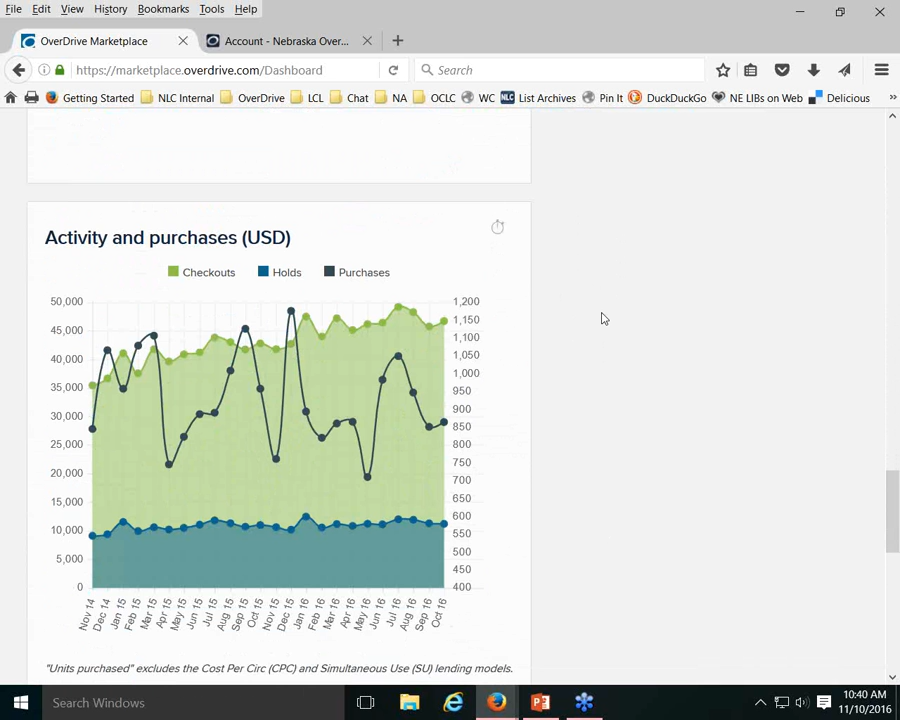 File Edit View History Bookmarks Tools Help
OverDrive Marketplace
Account - Nebraska Over...
https://marketplace.overdrive.com/Dashboard
Search
Getting Started NLC Internal OverDrive LCL Chat NA OCLC WC NLC List Archives Pin It DuckDuckGo NE LIBs on Web Delicious
Activity and purchases (USD)
Checkouts Holds Purchases
50,000 1,200
45,000 1,150
1,100
40,000 1,050
35,000 1,000
950
30,000 900
850
25,000 800
20,000 750
700
15,000 650
600
10,000 550
5,000 500
450
0 400
Nov 14 Dec 14 Jan 15 Feb 15 Mar 15 Apr 15 May 15 Jun 15 Jul 15 Aug 15 Sep 15 Oct 15 Nov 15 Dec 15 Jan 16 Feb 16 Mar 16 Apr 16 May 16 Jun 16 Jul 16 Aug 16 Sep 16 Oct 16
"Units purchased" excludes the Cost Per Circ (CPC) and Simultaneous Use (SU) lending models.
Search Windows
10:40 AM
11/10/2016